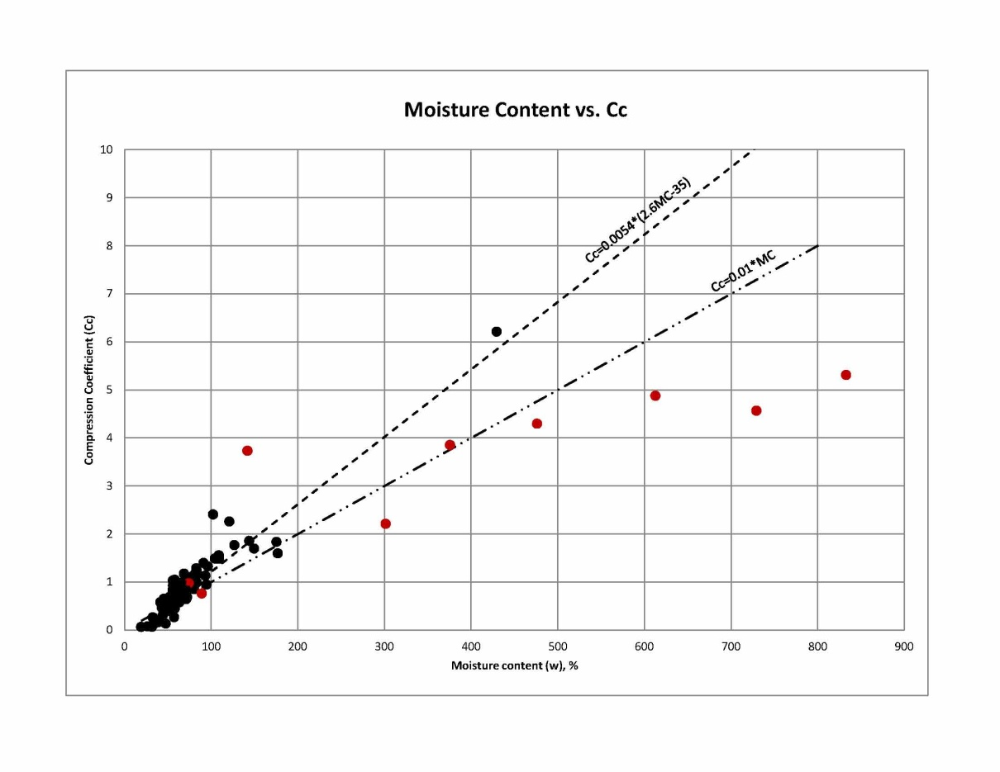 Moisture Content vs. Cc
10
9
8
7
6
5
4
3
2
1
0
Compression Coefficient (Cc)
Cc=0.0054*(2.6MC-35)
Cc=0.01*MC
0 100 200 300 400 500 600 700 800 900
Moisture content (w), %